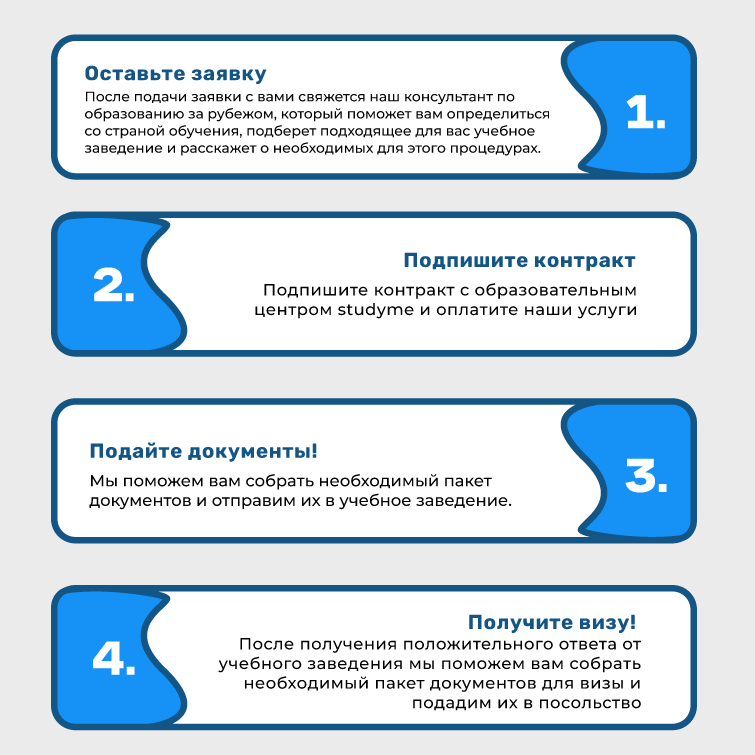 Оставьте заявку
После подачи заявки с вами свяжется наш консультант по
образованию за рубежом, который поможет вам определиться
со страной обучения, подберет подходящее для вас учебное
заведение и расскажет о необходимых для этого процедурах.
1.
2.
Подпишите контракт
Подпишите контракт с образовательным
центром studyme и оплатите наши услуги
Подайте документы!
Мы поможем вам собрать необходимый пакет
документов и отправим их в учебное заведение.
3.
4.
Получите визу!
После получения положительного ответа от
учебного заведения мы поможем вам собрать
необходимый пакет документов для визы и
подадим их в посольство